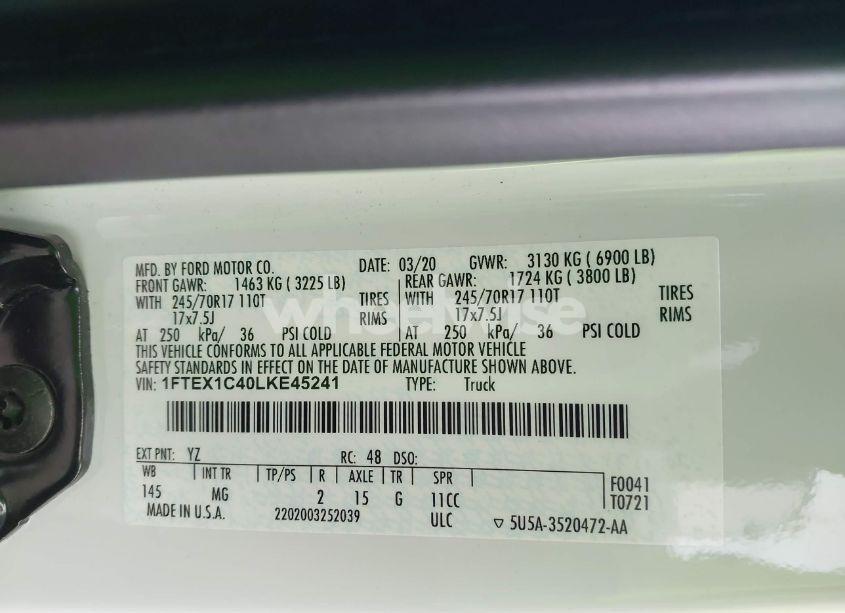 MFD. BY FORD MOTOR CO. DATE: 03/20 GVWR: 3130 KG ( 6900 LB)
FRONT GAWR: 1463 KG ( 3225 LB) REAR GAWR: 1724 KG ( 3800 LB)
WITH 245/70R17 110T TIRES WITH 245/70R17 110T TIRES
17x7.5J RIMS 17x7.5J RIMS
AT 250 kPa/ 36 PSI COLD AT 250 kPa/ 36 PSI COLD
THIS VEHICLE CONFORMS TO ALL APPLICABLE FEDERAL MOTOR VEHICLE
SAFETY STANDARDS IN EFFECT ON THE DATE OF MANUFACTURE SHOWN ABOVE.
VIN: 1FTEX1C40LKE45241 TYPE: Truck
EXT PNT: YZ RC: 48 DSO:
WB INT TR TP/PS R AXLE TR SPR F0041
145 MG 2 15 G 11CC T0721
MADE IN U.S.A. 2202003252039 ULC ▽ 5U5A-3520472-AA